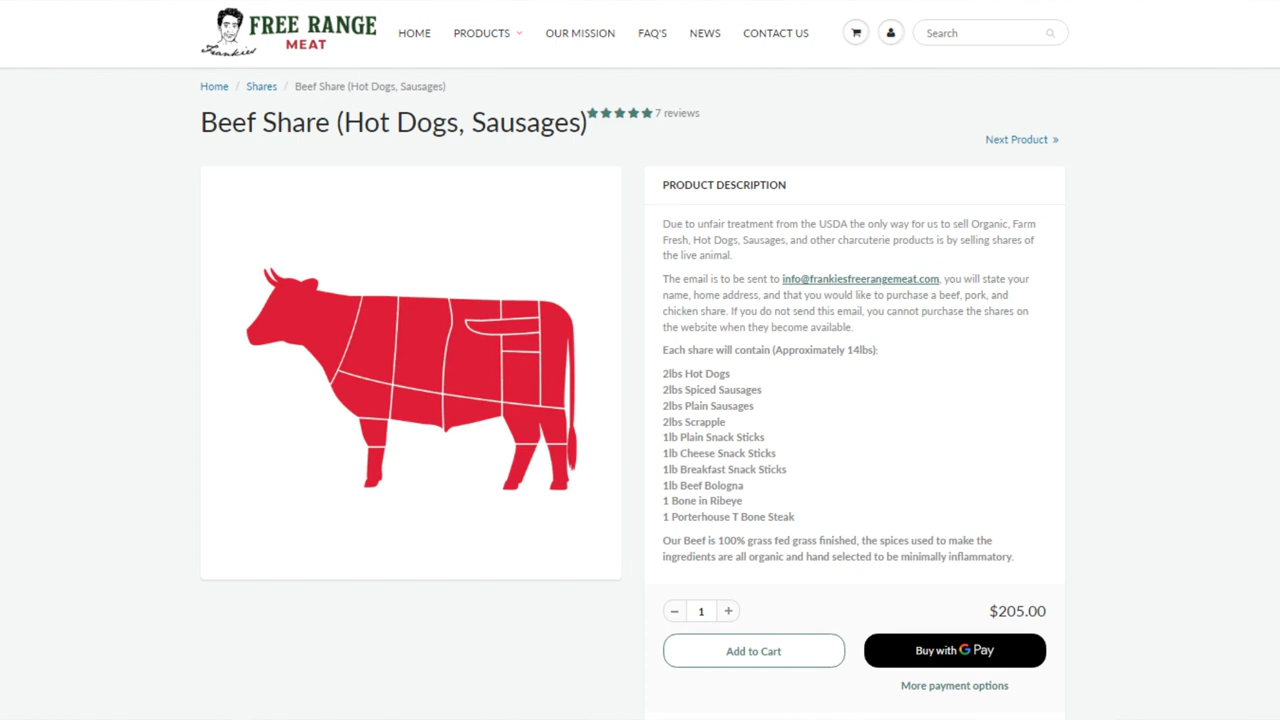 FREE RANGE
MEAT
Frankies
HOME
PRODUCTS
OUR MISSION
FAQ'S
NEWS
CONTACT US
Search
Home / Shares / Beef Share (Hot Dogs, Sausages)
Beef Share (Hot Dogs, Sausages)
7 reviews
Next Product »
PRODUCT DESCRIPTION
Due to unfair treatment from the USDA the only way for us to sell Organic, Farm
Fresh, Hot Dogs, Sausages, and other charcuterie products is by selling shares of
the live animal.
The email is to be sent to info@frankiesfreerangemeat.com, you will state your
name, home address, and that you would like to purchase a beef, pork, and
chicken share. If you do not send this email, you cannot purchase the shares on
the website when they become available.
Each share will contain (Approximately 14lbs):
2lbs Hot Dogs
2lbs Spiced Sausages
2lbs Plain Sausages
2lbs Scrapple
1lb Plain Snack Sticks
1lb Cheese Snack Sticks
1lb Breakfast Snack Sticks
1lb Beef Bologna
1 Bone in Ribeye
1 Porterhouse T Bone Steak
Our Beef is 100% grass fed grass finished, the spices used to make the
ingredients are all organic and hand selected to be minimally inflammatory.
− 1 +
$205.00
Add to Cart
Buy with G Pay
More payment options